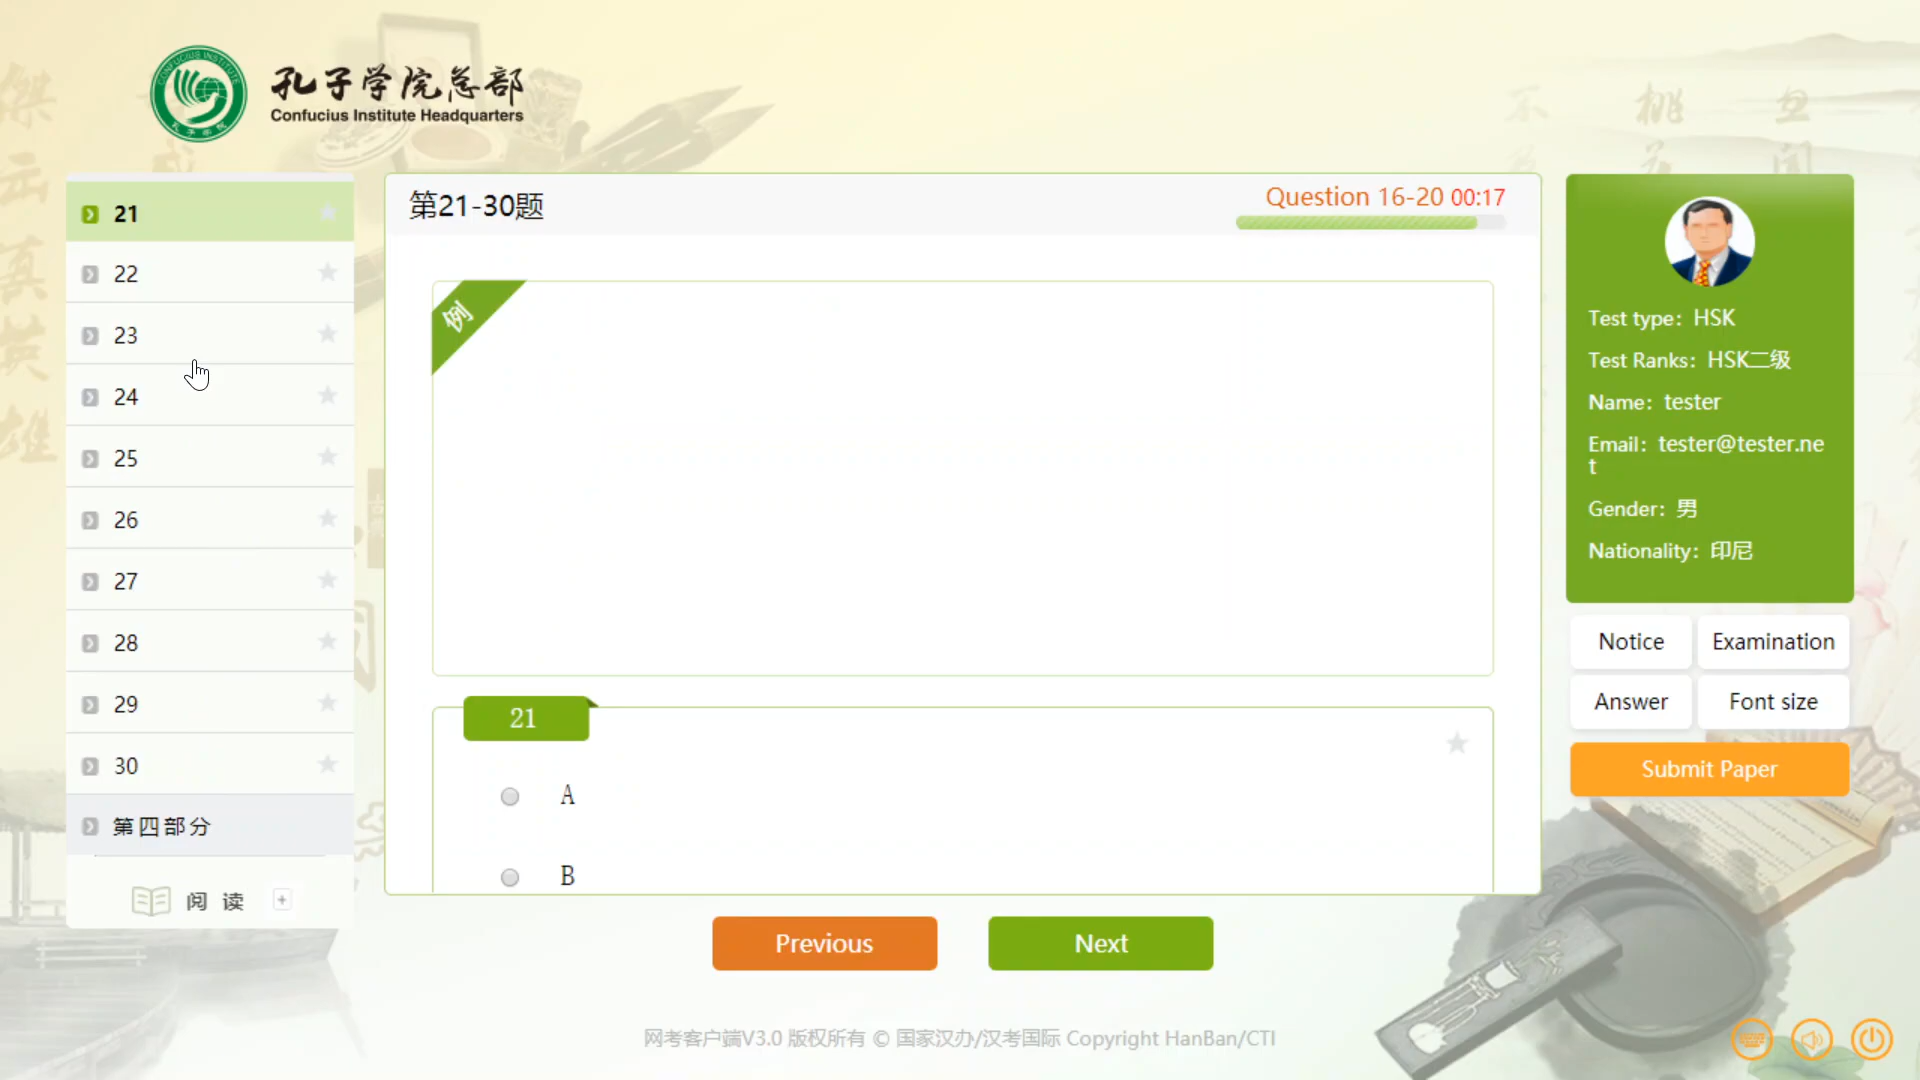 孔子学院总部
Confucius Institute Headquarters
21
22
23
24
25
26
27
28
29
30
第四部分
阅 读
第21-30题
Question 16-20 00:17
例
21
A
B
Previous
Next
Test type: HSK
Test Ranks: HSK二级
Name: tester
Email: tester@tester.ne
t
Gender: 男
Nationality: 印尼
Notice
Examination
Answer
Font size
Submit Paper
网考客户端V3.0 版权所有 © 国家汉办/汉考国际 Copyright HanBan/CTI